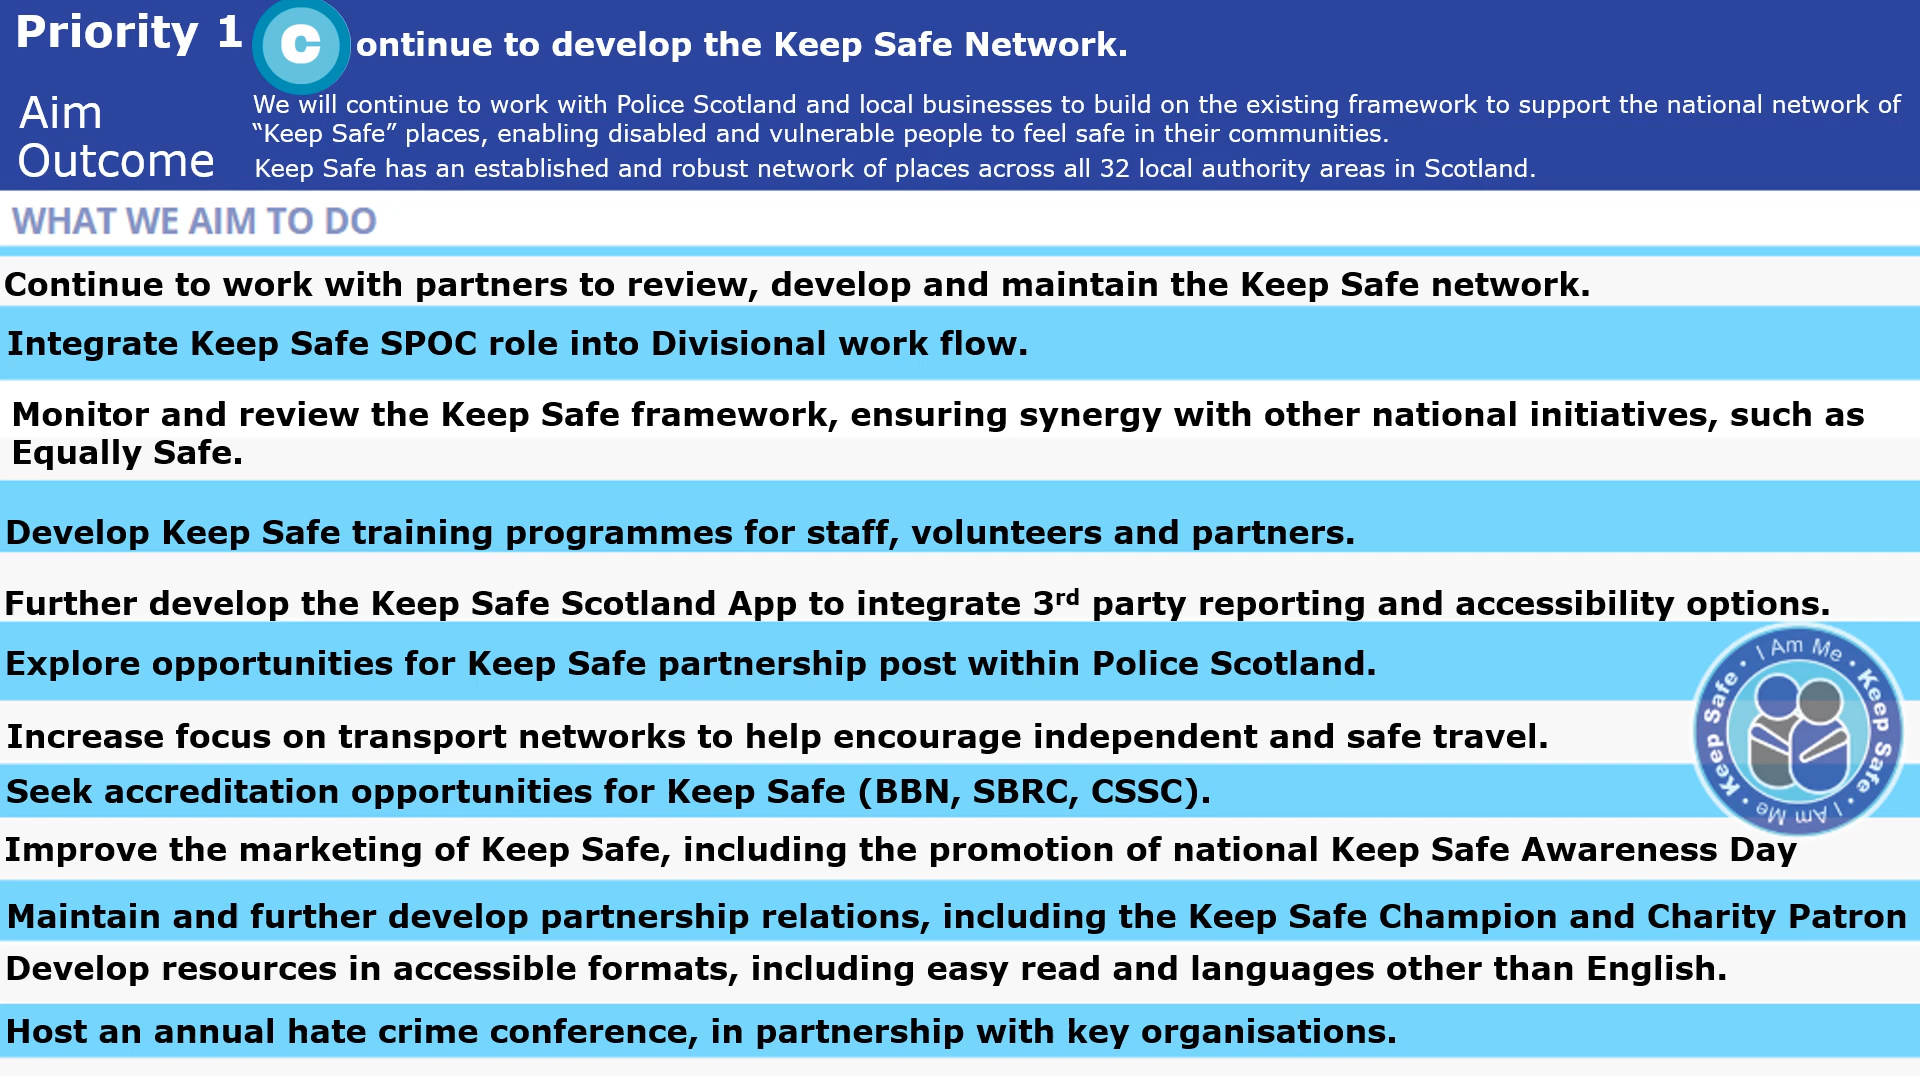 Priority 1 Continue to develop the Keep Safe Network.
Aim We will continue to work with Police Scotland and local businesses to build on the existing framework to support the national network of
“Keep Safe” places, enabling disabled and vulnerable people to feel safe in their communities.
Outcome Keep Safe has an established and robust network of places across all 32 local authority areas in Scotland.
WHAT WE AIM TO DO
Continue to work with partners to review, develop and maintain the Keep Safe network.
Integrate Keep Safe SPOC role into Divisional work flow.
Monitor and review the Keep Safe framework, ensuring synergy with other national initiatives, such as
Equally Safe.
Develop Keep Safe training programmes for staff, volunteers and partners.
Further develop the Keep Safe Scotland App to integrate 3rd party reporting and accessibility options.
Explore opportunities for Keep Safe partnership post within Police Scotland.
Increase focus on transport networks to help encourage independent and safe travel.
Seek accreditation opportunities for Keep Safe (BBN, SBRC, CSSC).
Improve the marketing of Keep Safe, including the promotion of national Keep Safe Awareness Day
Maintain and further develop partnership relations, including the Keep Safe Champion and Charity Patron
Develop resources in accessible formats, including easy read and languages other than English.
Host an annual hate crime conference, in partnership with key organisations.
I Am Me • Keep Safe • I Am Me • Keep Safe •